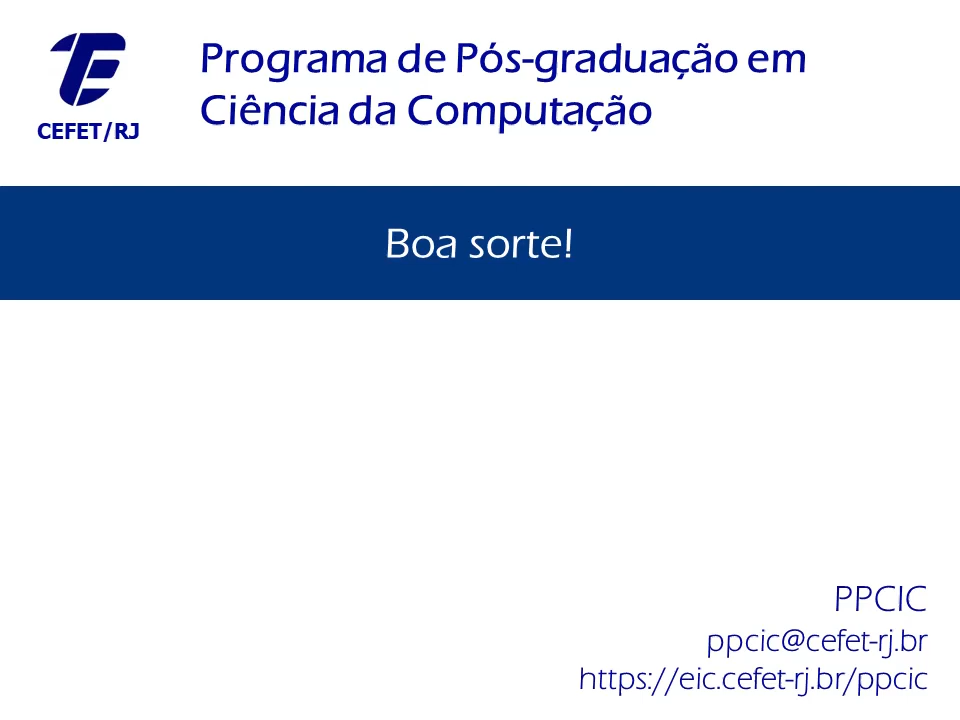 CEFET/RJ
Programa de Pós-graduação em
Ciência da Computação
Boa sorte!
PPCIC
ppcic@cefet-rj.br
https://eic.cefet-rj.br/ppcic